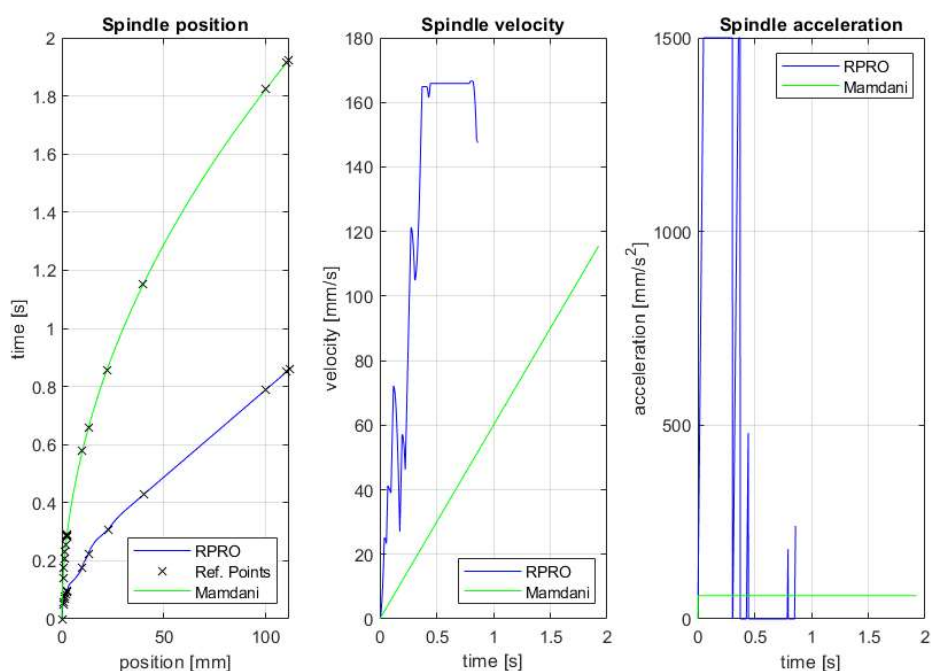 Spindle position
2
1.8
1.6
1.4
1.2
1
0.8
0.6
0.4
0.2
0
time [s]
0
50
100
position [mm]
RPRO
Ref. Points
Mamdani
Spindle velocity
180
160
140
120
100
80
60
40
20
0
velocity [mm/s]
0
0.5
1
1.5
2
time [s]
RPRO
Mamdani
Spindle acceleration
1500
1000
500
0
acceleration [mm/s²]
0
0.5
1
1.5
2
time [s]
RPRO
Mamdani